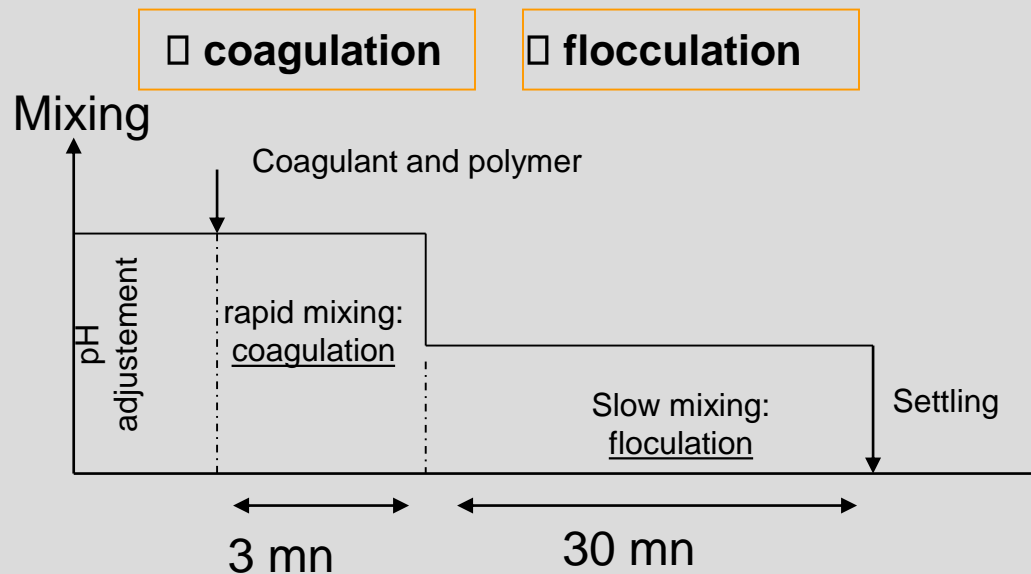 ▯ coagulation
▯ flocculation
Mixing
Coagulant and polymer
pH
adjustement
rapid mixing:
coagulation
Slow mixing:
floculation
Settling
3 mn
30 mn